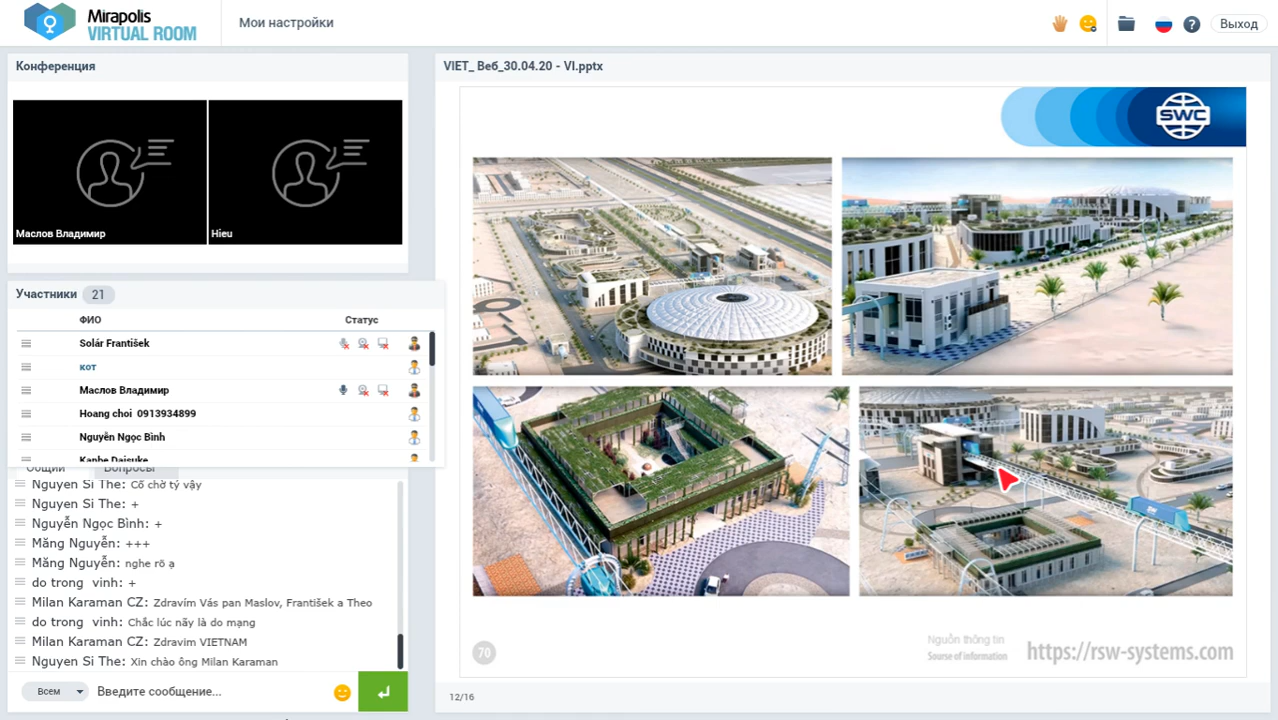 Mirapolis
VIRTUAL ROOM
Мои настройки
Выход
Конференция
Маслов Владимир
Hieu
Участники 21
ФИО Статус
Solár František
кот
Маслов Владимир
Hoang choi 0913934899
Nguyễn Ngọc Bình
Kanbe Daisuke
Общий Вопросы
Nguyen Si The: Cố chờ tý vậy
Nguyen Si The: +
Nguyễn Ngọc Bình: +
Măng Nguyễn: +++
Măng Nguyễn: nghe rõ ạ
do trong vinh: +
Milan Karaman CZ: Zdravím Vás pan Maslov, František a Theo
do trong vinh: Chắc lúc nãy là do mạng
Milan Karaman CZ: Zdravim VIETNAM
Nguyen Si The: Xin chào ông Milan Karaman
Всем Введите сообщение...
VIET_ Веб_30.04.20 - VI.pptx
SWC
70
Nguồn thông tin
Sourse of information
https://rsw-systems.com
12/16